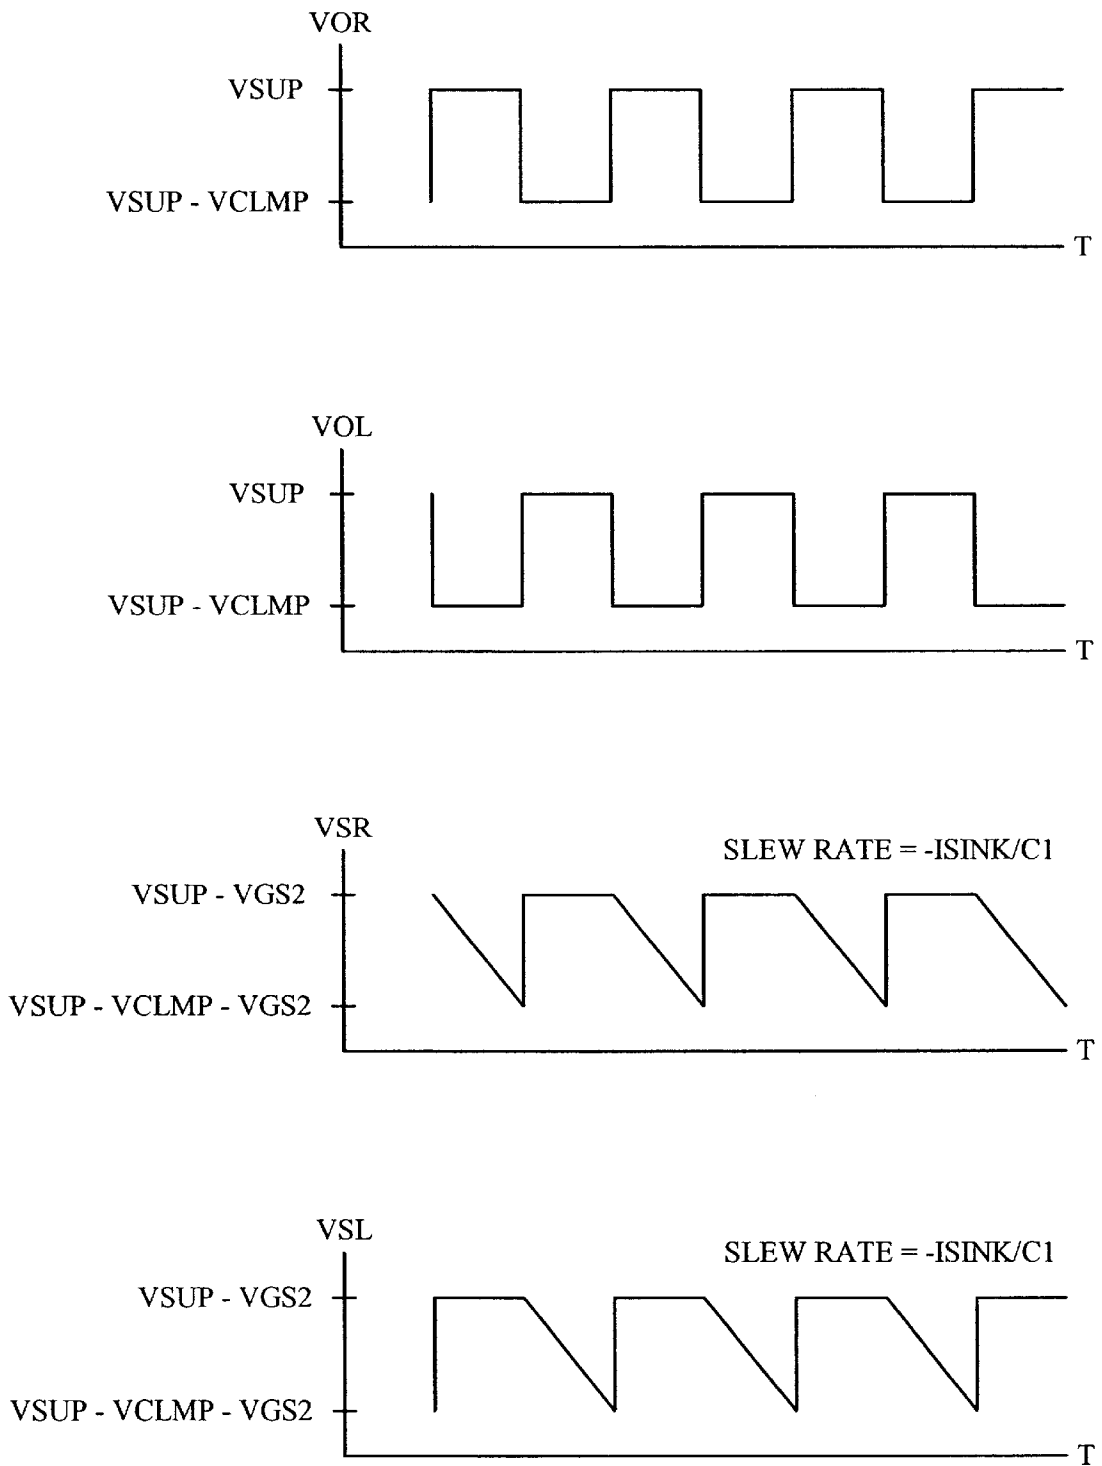 VOR
VSUP
VSUP - VCLMP
T
VOL
VSUP
VSUP - VCLMP
T
VSR
SLEW RATE = -ISINK/C1
VSUP - VGS2
VSUP - VCLMP - VGS2
T
VSL
SLEW RATE = -ISINK/C1
VSUP - VGS2
VSUP - VCLMP - VGS2
T